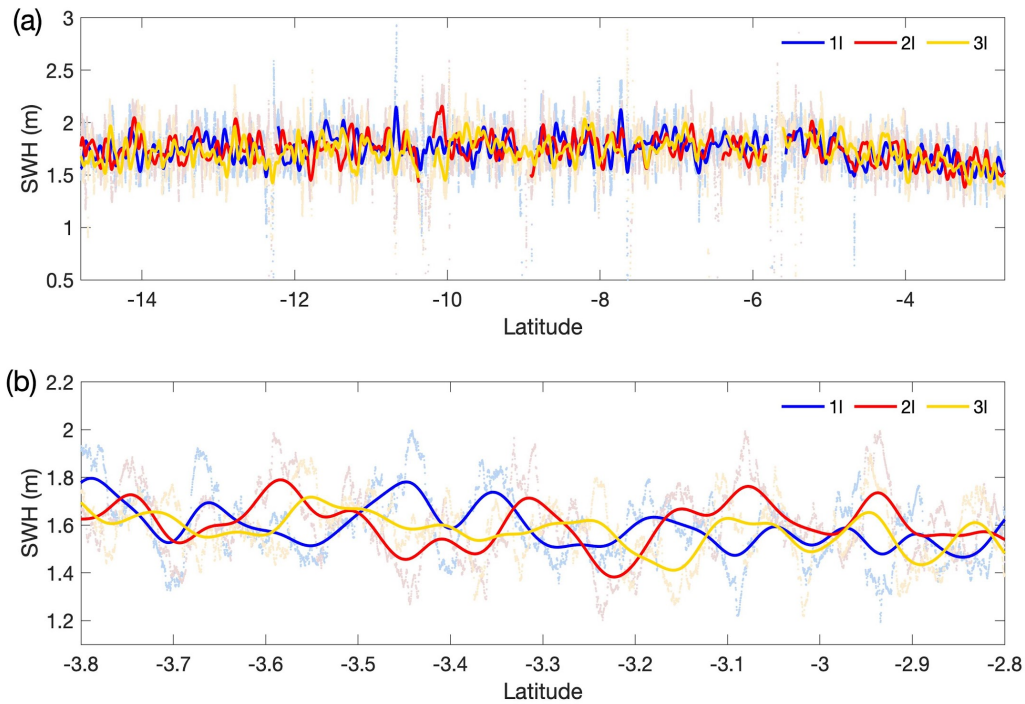 (a)
3
2.5
2
1.5
1
0.5
SWH (m)
1l 2l 3l
-14 -12 -10 -8 -6 -4
Latitude
(b)
2.2
2
1.8
1.6
1.4
1.2
SWH (m)
1l 2l 3l
-3.8 -3.7 -3.6 -3.5 -3.4 -3.3 -3.2 -3.1 -3 -2.9 -2.8
Latitude